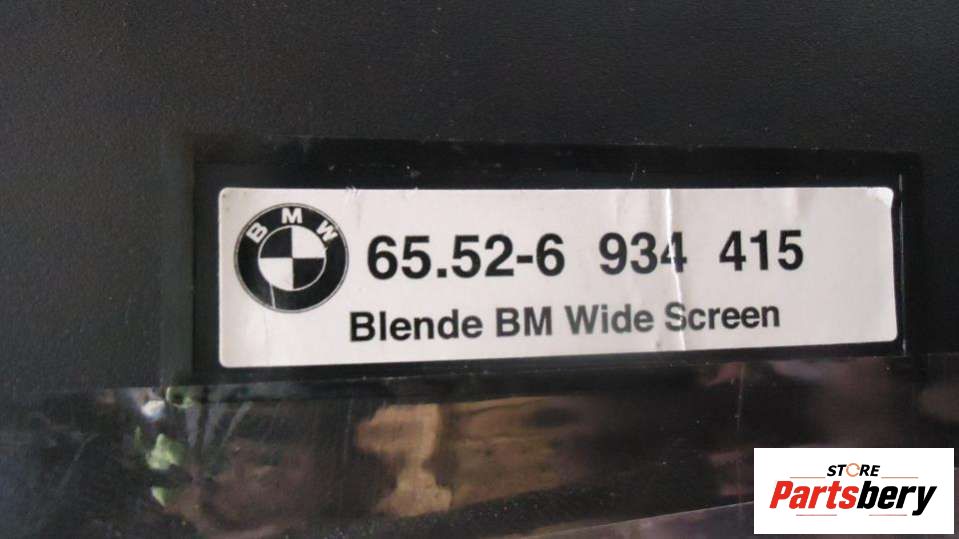 BMW
65.52-6 934 415
Blende BM Wide Screen
STORE
Partsbery